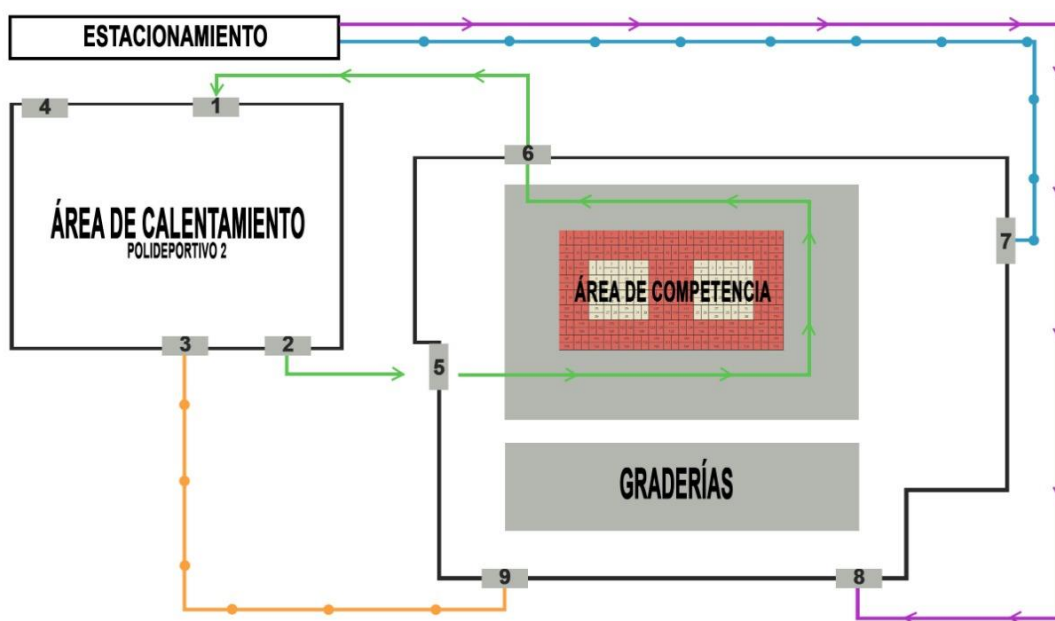 ESTACIONAMIENTO
4
1
ÁREA DE CALENTAMIENTO
POLIDEPORTIVO 2
3
2
6
7
5
ÁREA DE COMPETENCIA
GRADERÍAS
9
8